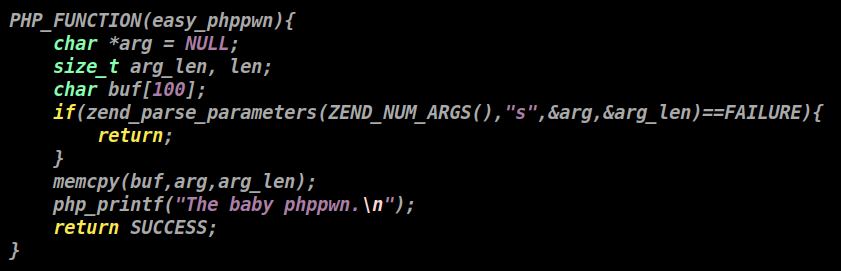 PHP_FUNCTION(easy_phppwn){
    char *arg = NULL;
    size_t arg_len, len;
    char buf[100];
    if(zend_parse_parameters(ZEND_NUM_ARGS(),"s",&arg,&arg_len)==FAILURE){
        return;
    }
    memcpy(buf,arg,arg_len);
    php_printf("The baby phppwn.\n");
    return SUCCESS;
}